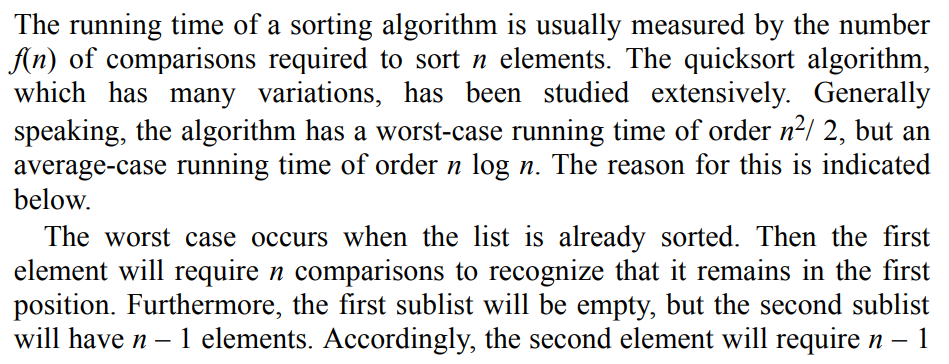 The running time of a sorting algorithm is usually measured by the number
f(n) of comparisons required to sort n elements. The quicksort algorithm,
which has many variations, has been studied extensively. Generally
speaking, the algorithm has a worst-case running time of order n²/ 2, but an
average-case running time of order n log n. The reason for this is indicated
below.
The worst case occurs when the list is already sorted. Then the first
element will require n comparisons to recognize that it remains in the first
position. Furthermore, the first sublist will be empty, but the second sublist
will have n – 1 elements. Accordingly, the second element will require n – 1